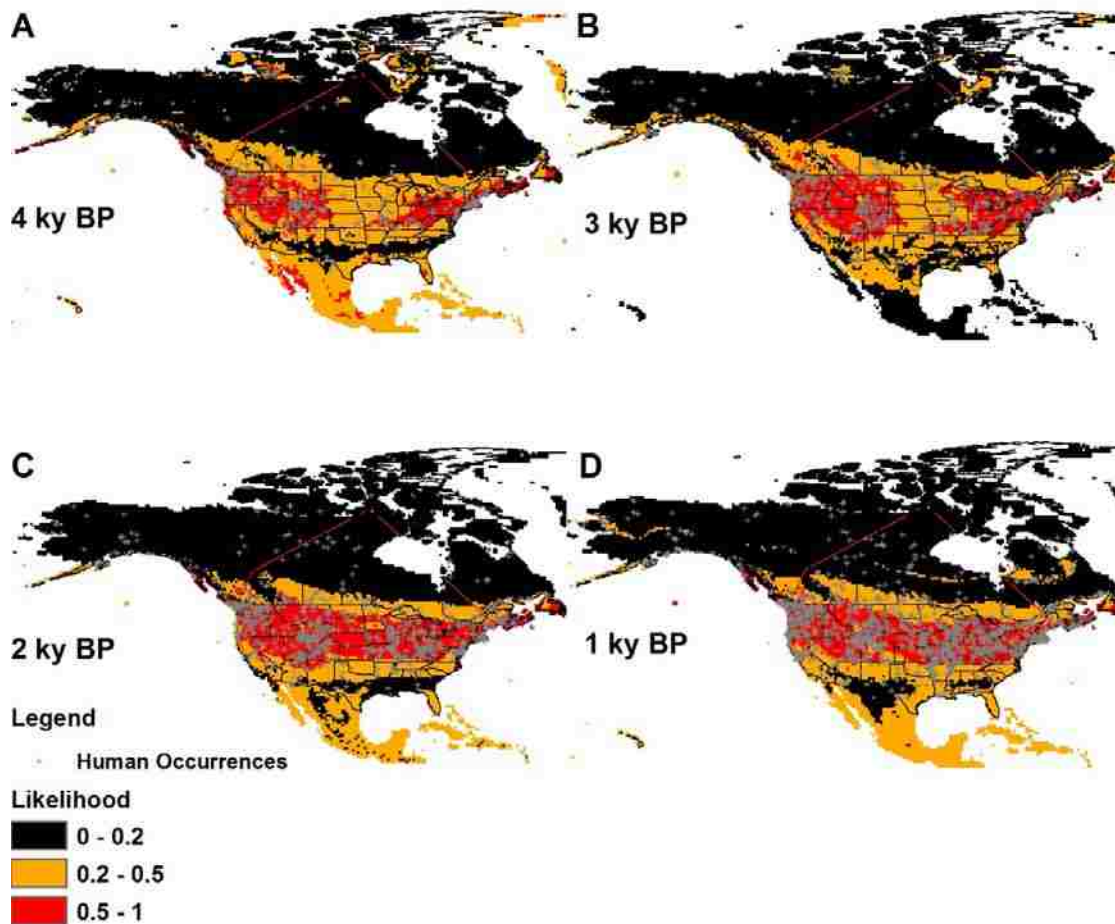 A
B
4 ky BP
3 ky BP
C
D
2 ky BP
1 ky BP
Legend
Human Occurrences
Likelihood
0 - 0.2
0.2 - 0.5
0.5 - 1